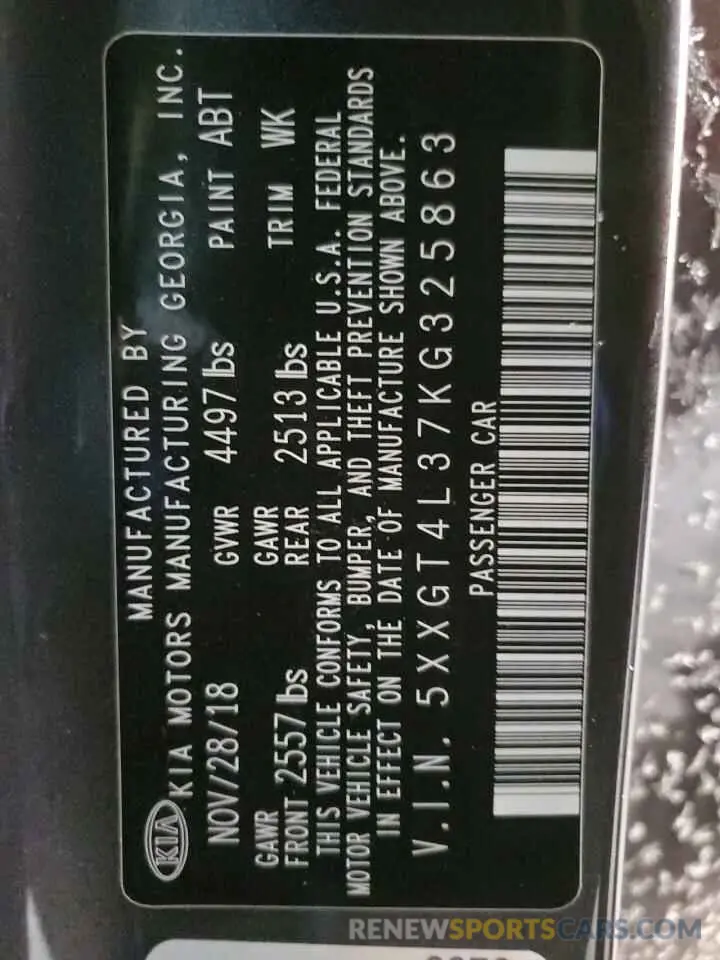 MANUFACTURED BY
KIA KIA MOTORS MANUFACTURING GEORGIA, INC.
NOV/28/18 GVWR 4497 lbs PAINT ABT
GAWR GAWR
FRONT 2557 lbs REAR 2513 lbs TRIM WK
THIS VEHICLE CONFORMS TO ALL APPLICABLE U.S.A. FEDERAL
MOTOR VEHICLE SAFETY, BUMPER, AND THEFT PREVENTION STANDARDS
IN EFFECT ON THE DATE OF MANUFACTURE SHOWN ABOVE.
V.I.N. 5XXGT4L37KG325863
PASSENGER CAR
RENEWSPORTSCARS.COM